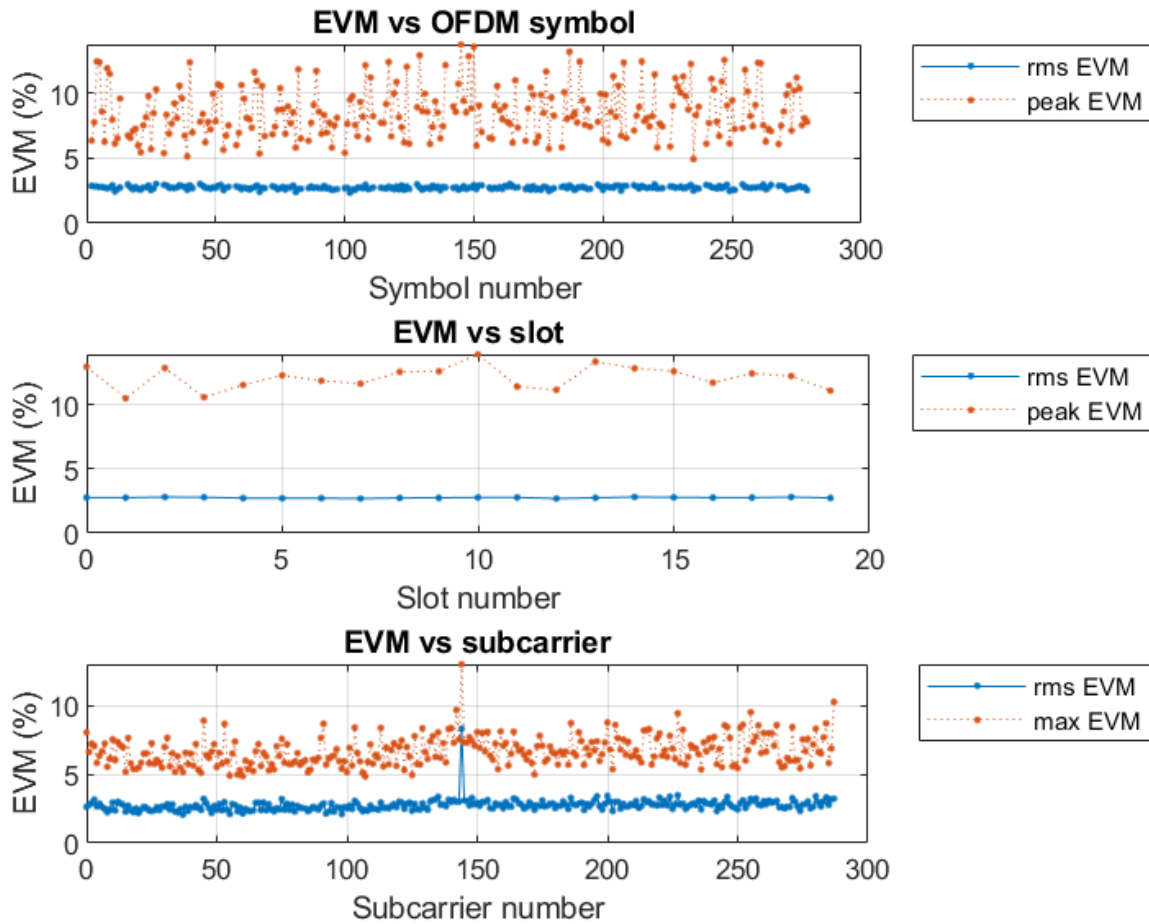 EVM vs OFDM symbol
EVM (%)
10
5
0
0 50 100 150 200 250 300
Symbol number
rms EVM
peak EVM
EVM vs slot
EVM (%)
10
5
0
0 5 10 15 20
Slot number
rms EVM
peak EVM
EVM vs subcarrier
EVM (%)
10
5
0
0 50 100 150 200 250 300
Subcarrier number
rms EVM
max EVM